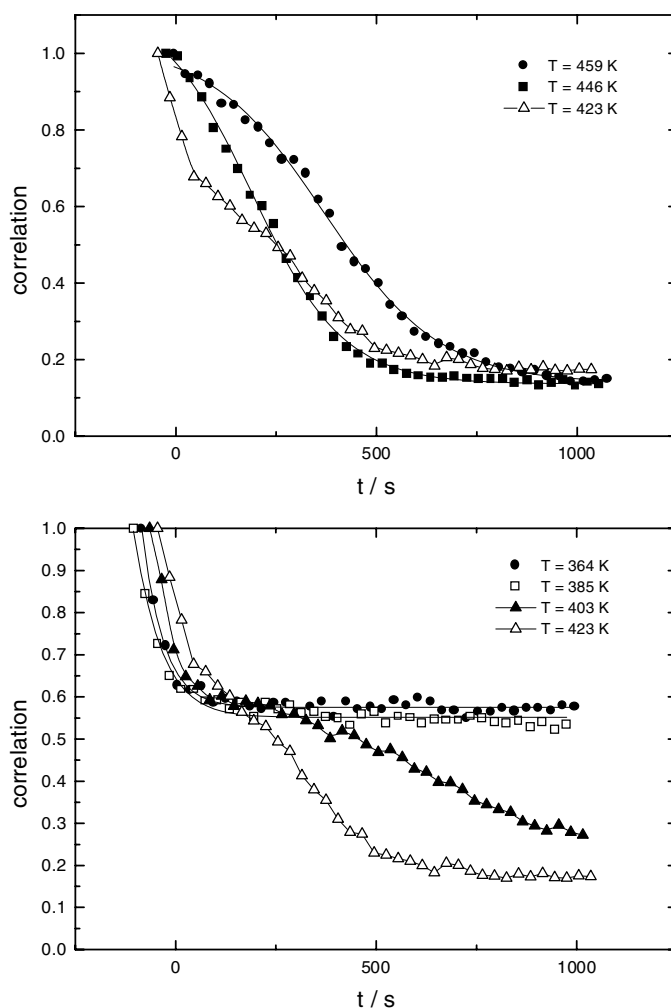 1.0
0.8
0.6
0.4
0.2
0.0
correlation
T = 459 K
T = 446 K
T = 423 K
0
500
1000
t / s
1.0
0.9
0.8
0.7
0.6
0.5
0.4
0.3
0.2
0.1
0.0
correlation
T = 364 K
T = 385 K
T = 403 K
T = 423 K
0
500
1000
t / s